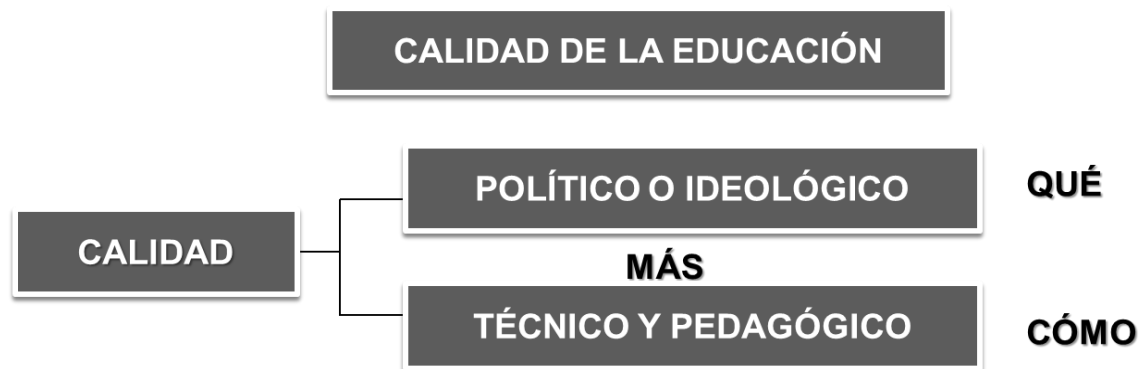 CALIDAD DE LA EDUCACIÓN
POLÍTICO O IDEOLÓGICO
QUÉ
CALIDAD
MÁS
TÉCNICO Y PEDAGÓGICO
CÓMO